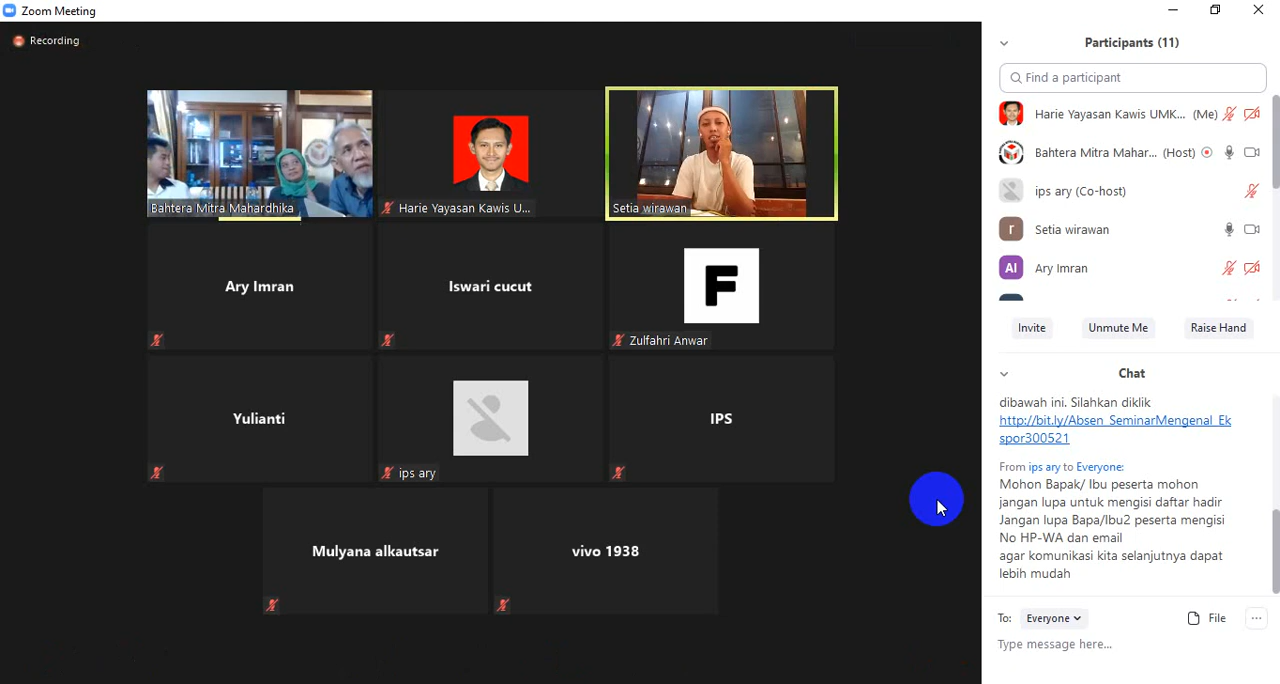 Zoom Meeting
Recording
Bahtera Mitra Mahardhika
Harie Yayasan Kawis U...
Setia wirawan
Ary Imran
Iswari cucut
F
Zulfahri Anwar
Yulianti
ips ary
IPS
Mulyana alkautsar
vivo 1938
Participants (11)
Find a participant
Harie Yayasan Kawis UMK... (Me)
Bahtera Mitra Mahar... (Host)
ips ary (Co-host)
r Setia wirawan
AI Ary Imran
Invite Unmute Me Raise Hand
Chat
dibawah ini. Silahkan diklik
http://bit.ly/Absen_SeminarMengenal_Ek
spor300521
From ips ary to Everyone:
Mohon Bapak/ Ibu peserta mohon
jangan lupa untuk mengisi daftar hadir
Jangan lupa Bapa/Ibu2 peserta mengisi
No HP-WA dan email
agar komunikasi kita selanjutnya dapat
lebih mudah
To: Everyone File ...
Type message here...